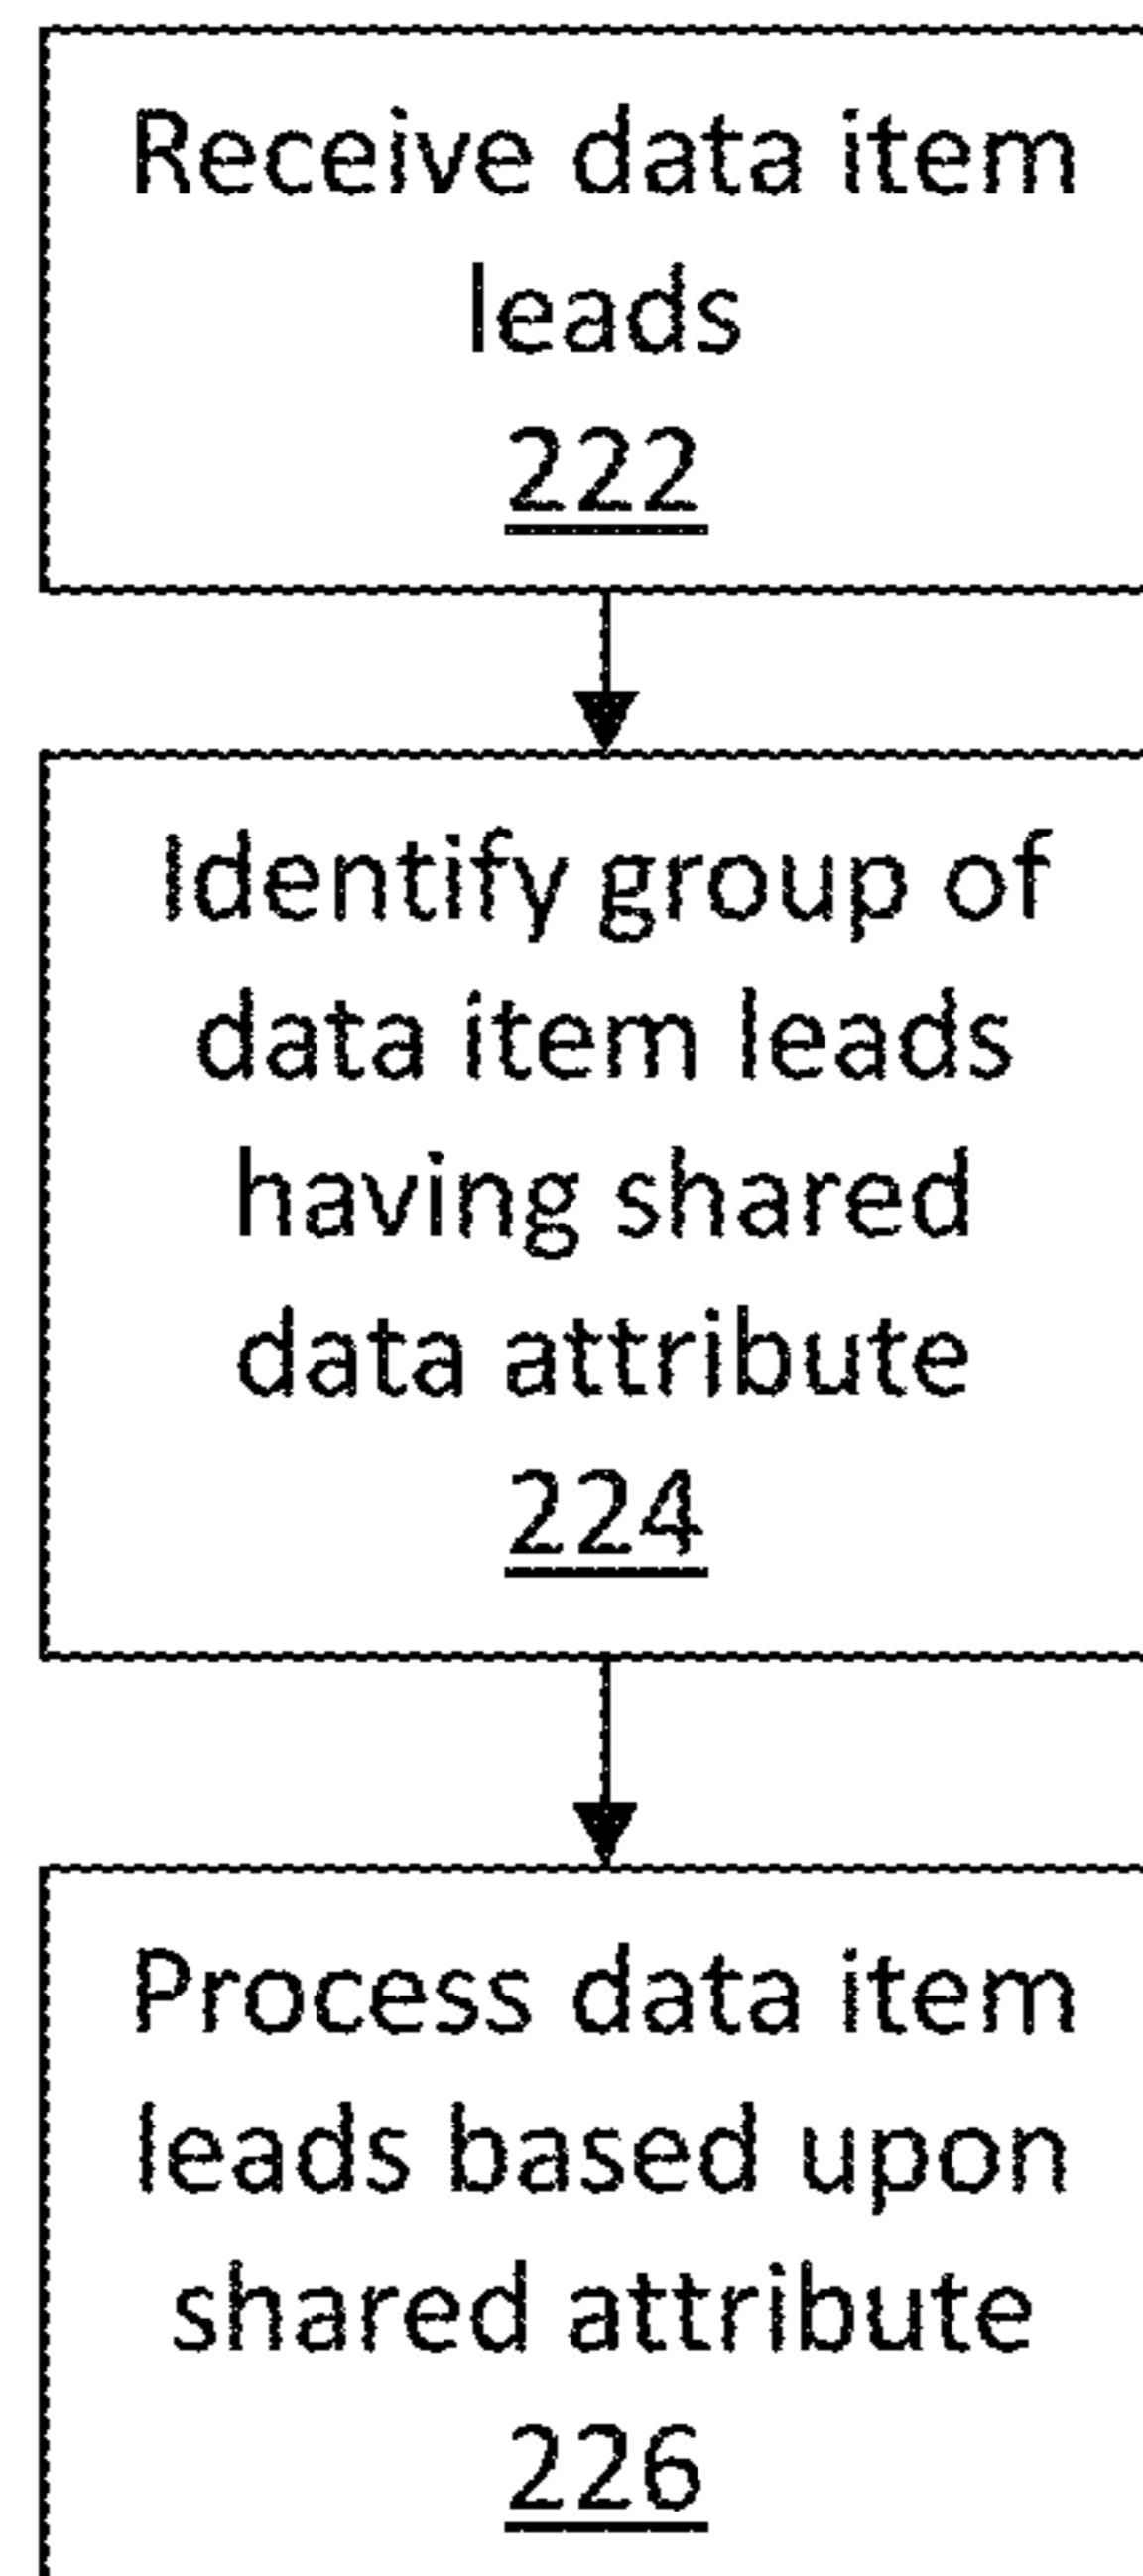 Receive data item
leads
222
Identify group of
data item leads
having shared
data attribute
224
Process data item
leads based upon
shared attribute
226